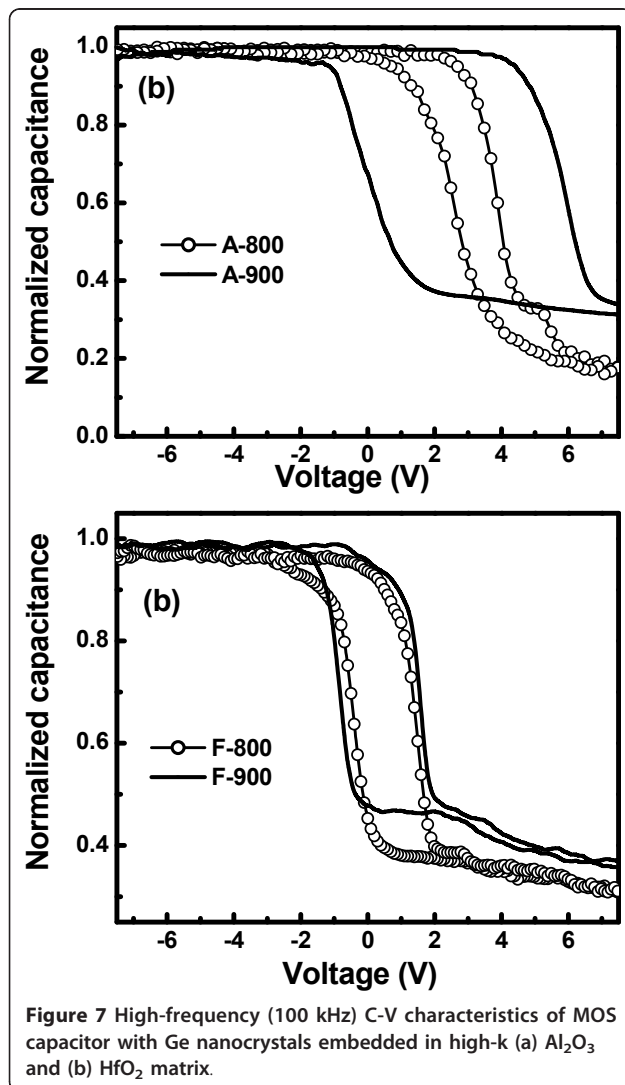 1.0
0.8
0.6
0.4
0.2
0.0
Normalized capacitance
(b)
A-800
A-900
-6 -4 -2 0 2 4 6
Voltage (V)
1.0
0.8
0.6
0.4
Normalized capacitance
(b)
F-800
F-900
-6 -4 -2 0 2 4 6
Voltage (V)
Figure 7 High-frequency (100 kHz) C-V characteristics of MOS
capacitor with Ge nanocrystals embedded in high-k (a) Al₂O₃
and (b) HfO₂ matrix.